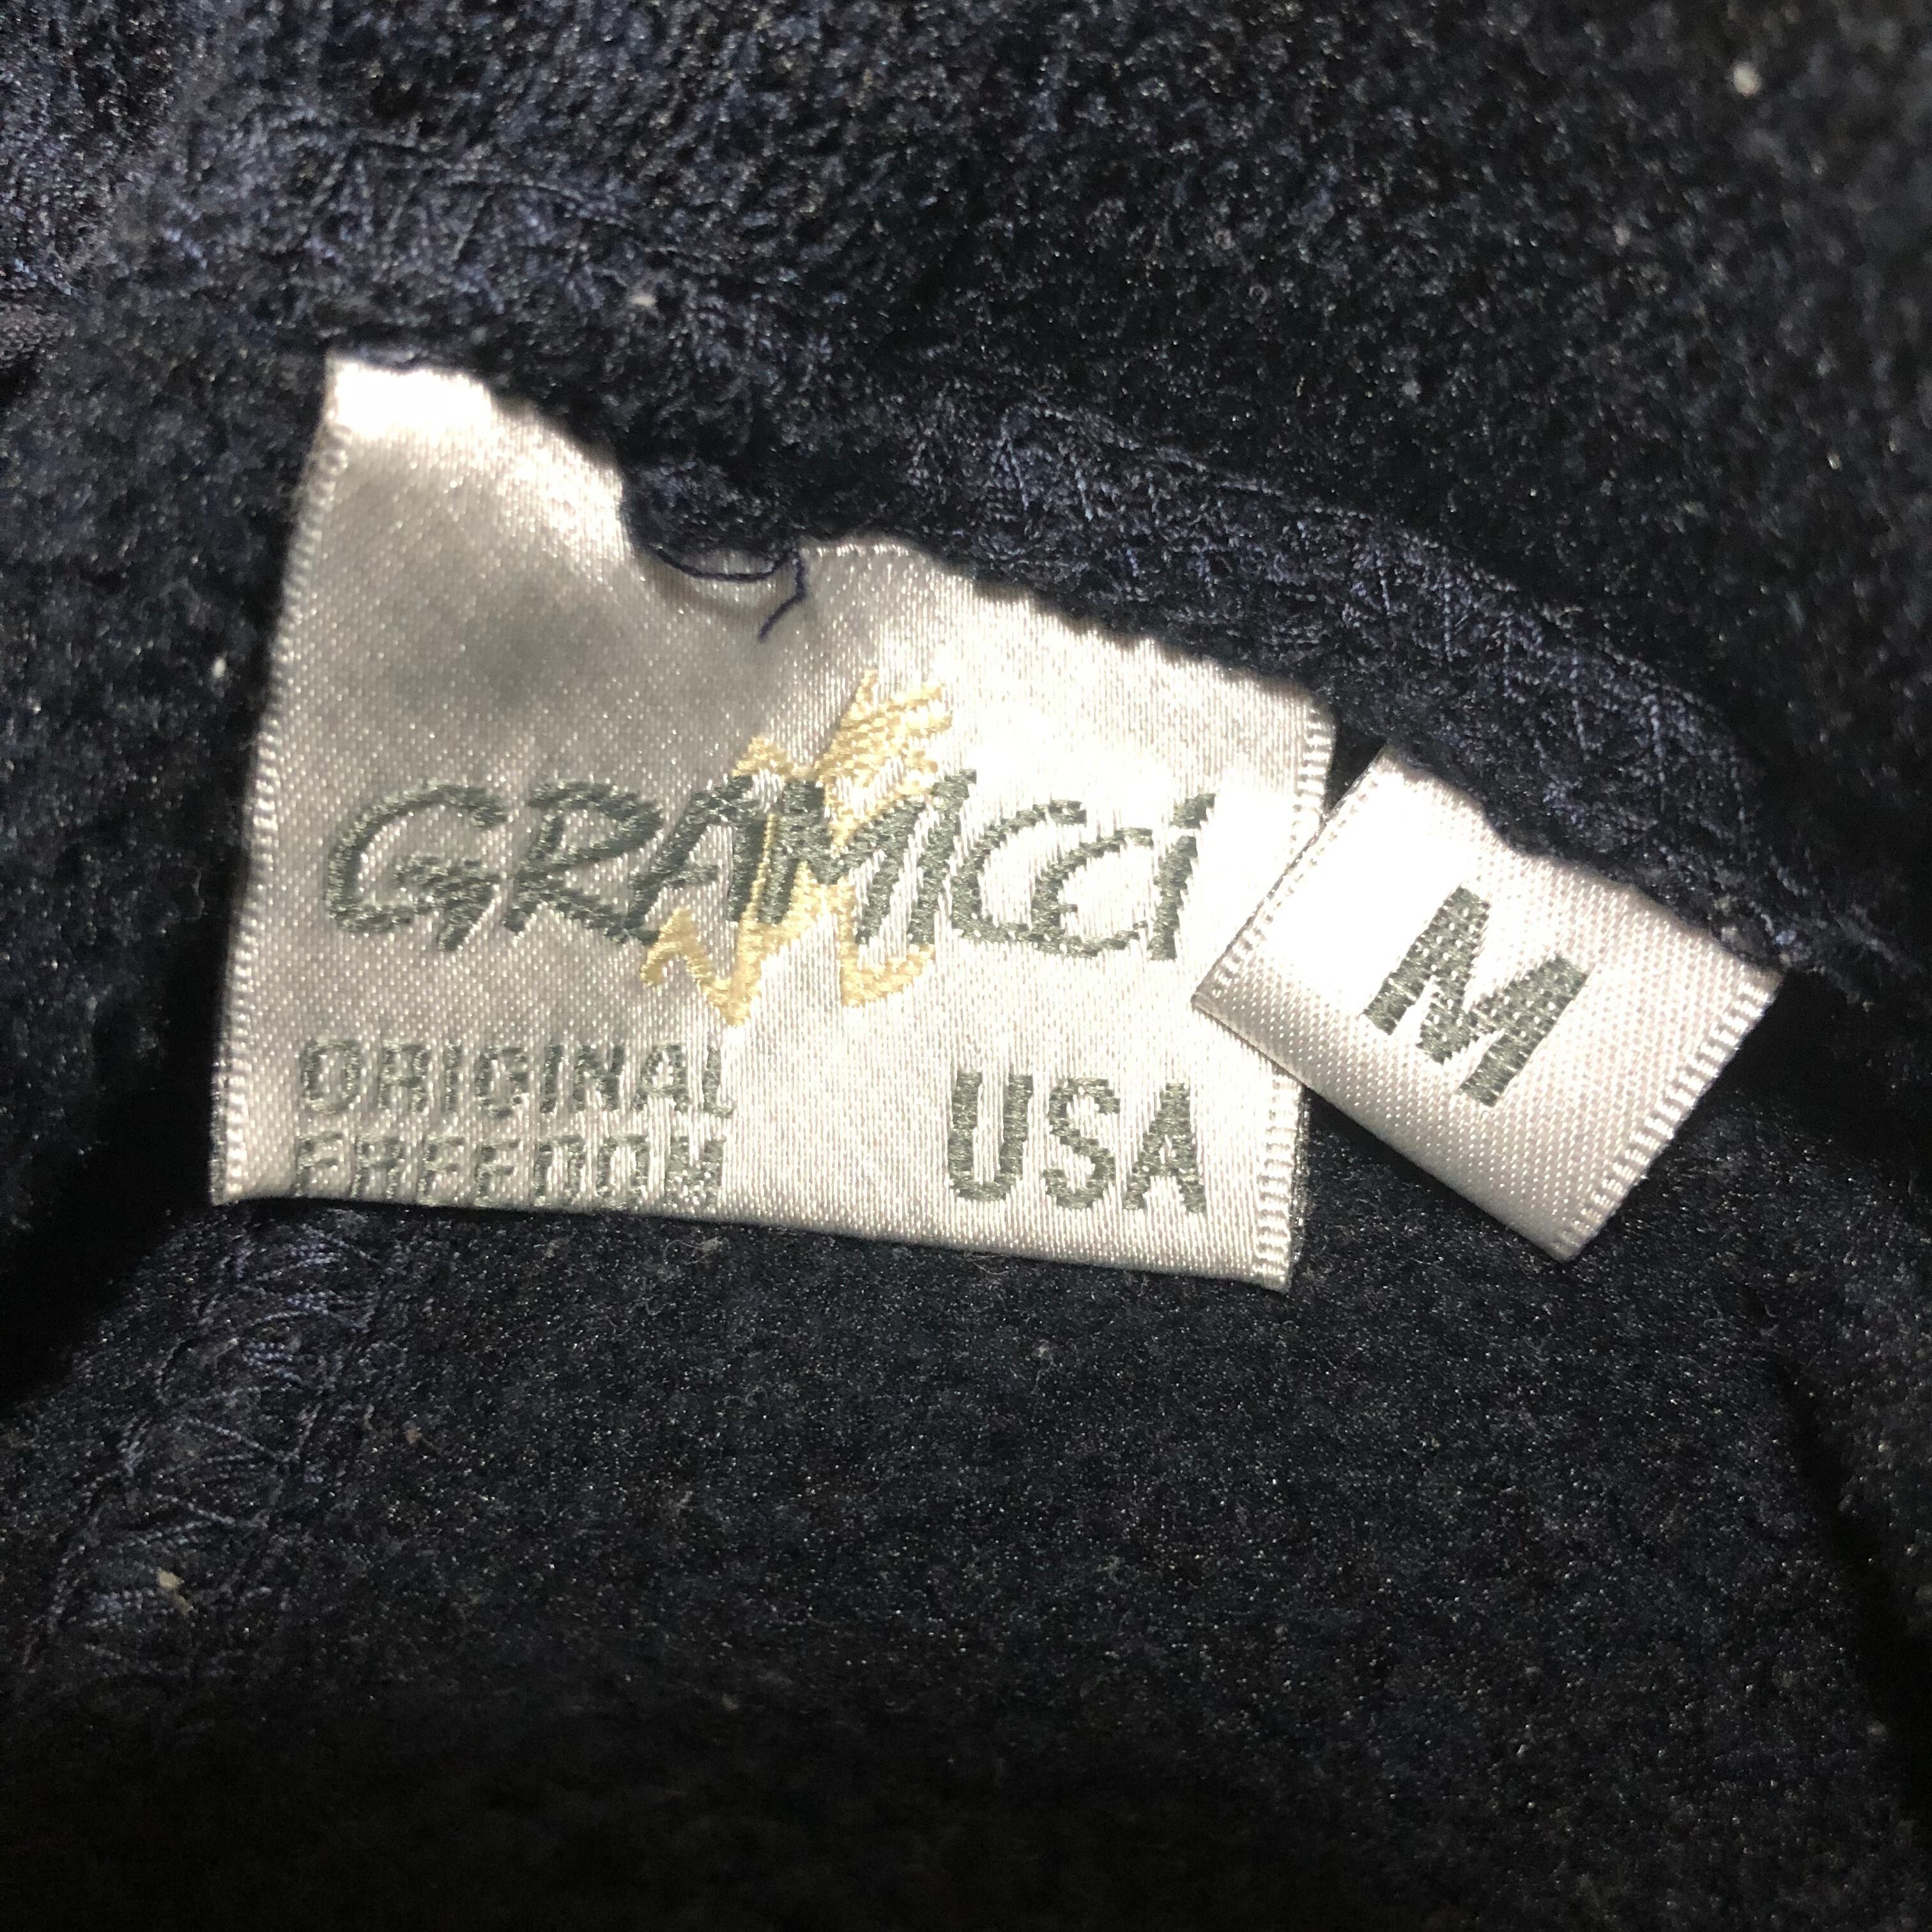 GRAMiCCi
ORIGINAL
FREEDOM
USA
M